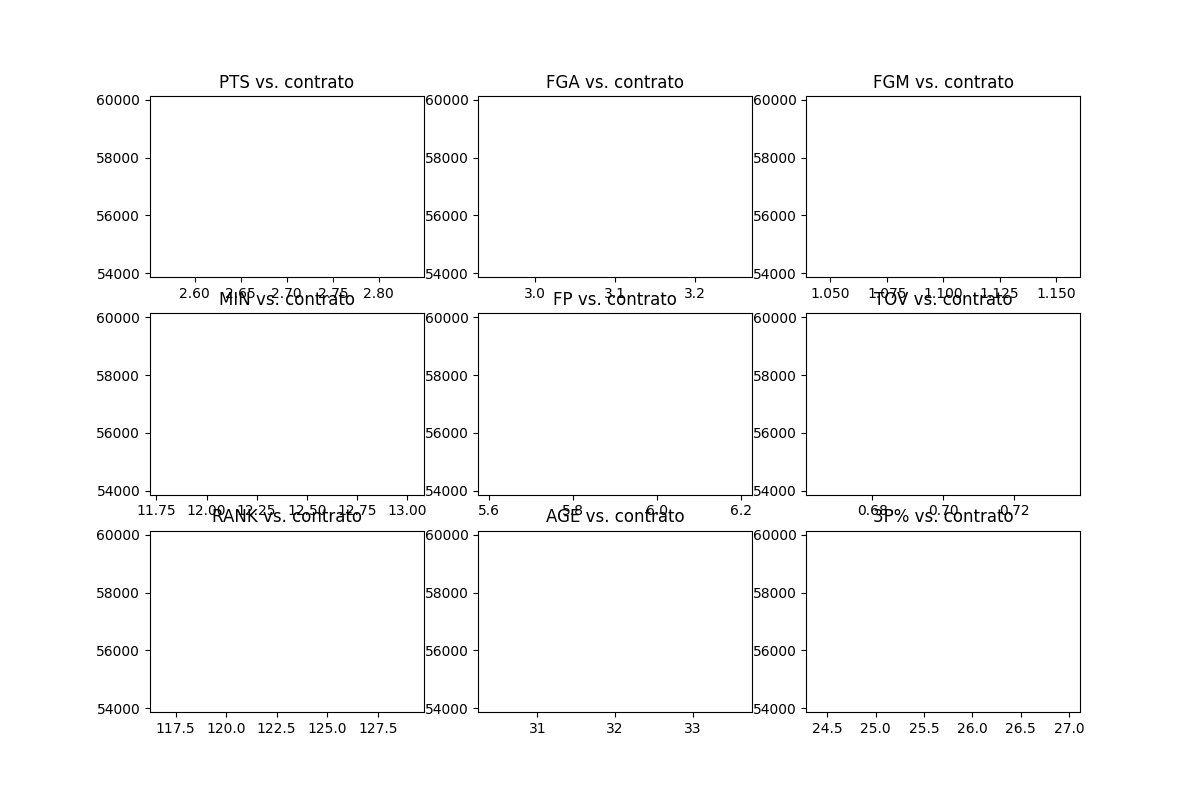 PTS vs. contrato
FGA vs. contrato
FGM vs. contrato
60000
58000
56000
54000
60000
58000
56000
54000
60000
58000
56000
54000
2.60 2.65 2.70 2.75 2.80
3.0 3.1 3.2
1.050 1.075 1.100 1.125 1.150
MIN vs. contrato
FP vs. contrato
TOV vs. contrato
60000
58000
56000
54000
60000
58000
56000
54000
60000
58000
56000
54000
11.75 12.00 12.25 12.50 12.75 13.00
5.6 5.8 6.0 6.2
0.68 0.70 0.72
RANK vs. contrato
AGE vs. contrato
3P% vs. contrato
60000
58000
56000
54000
60000
58000
56000
54000
60000
58000
56000
54000
117.5 120.0 122.5 125.0 127.5
31 32 33
24.5 25.0 25.5 26.0 26.5 27.0